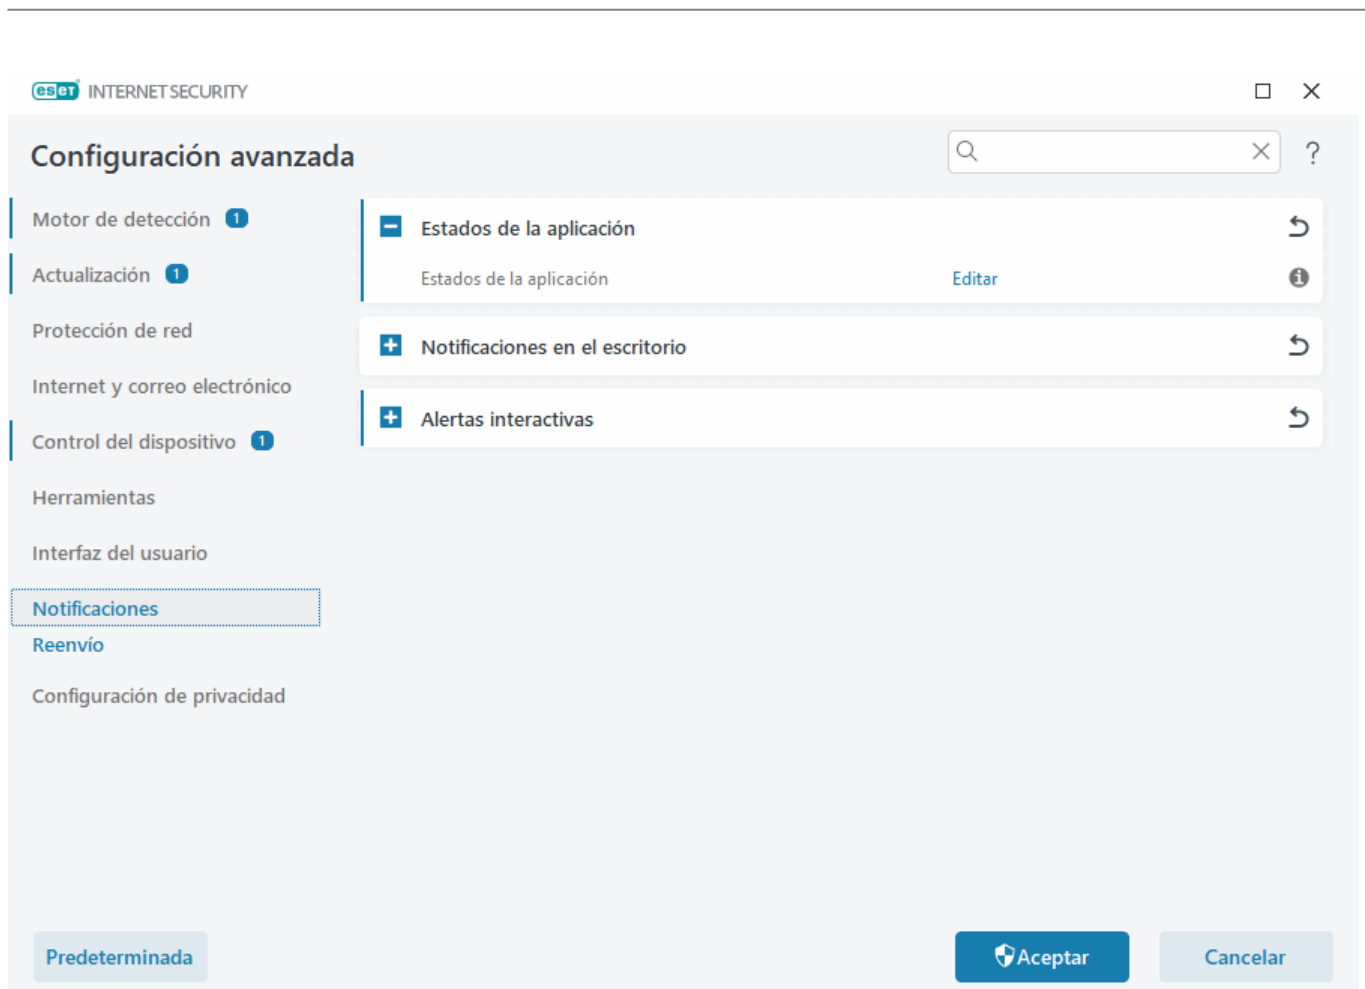 eset INTERNET SECURITY
Configuración avanzada
?
Motor de detección 1
Actualización 1
Protección de red
Internet y correo electrónico
Control del dispositivo 1
Herramientas
Interfaz del usuario
Notificaciones
Reenvío
Configuración de privacidad
Estados de la aplicación
Estados de la aplicación Editar
Notificaciones en el escritorio
Alertas interactivas
Predeterminada
Aceptar
Cancelar